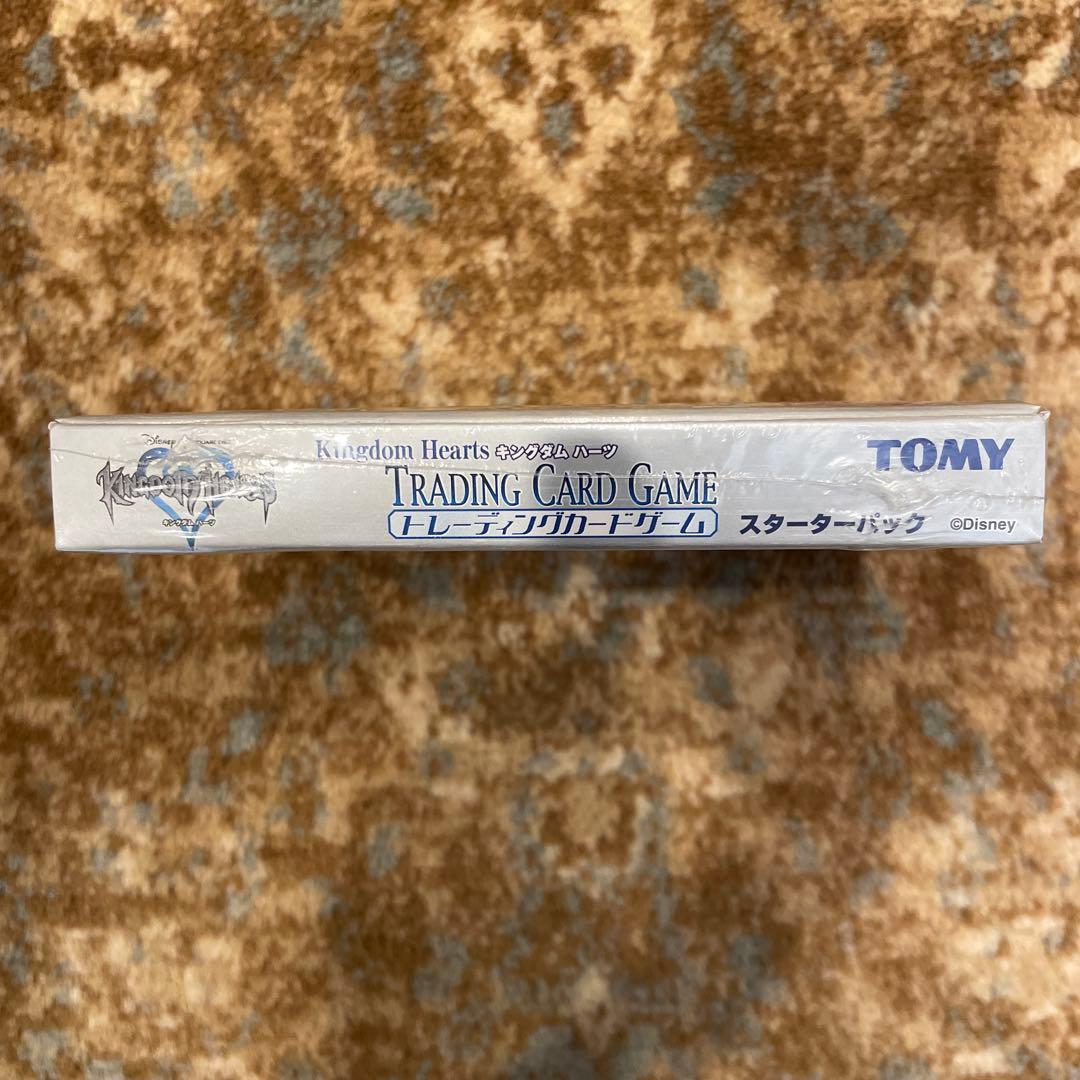 Disney SQUARE ENIX
KINGDOM HEARTS
キングダム ハーツ
Kingdom Hearts キングダム ハーツ
TRADING CARD GAME
トレーディングカードゲーム
スターターパック
TOMY
©Disney